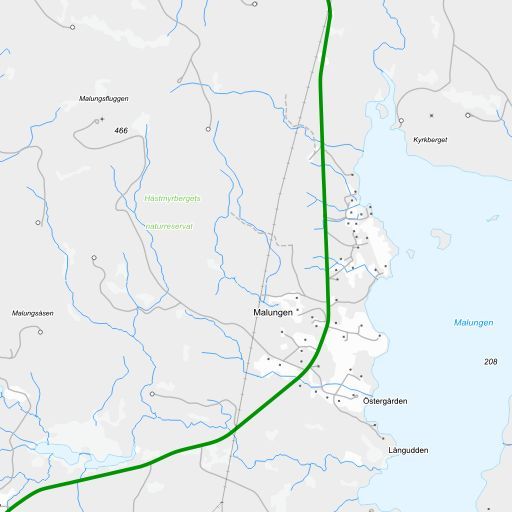 Malungsfluggen
466
Kyrkberget
Hästmyrbergets
naturreservat
Malungsåsen
Malungen
Malungen
208
Östergården
Långudden